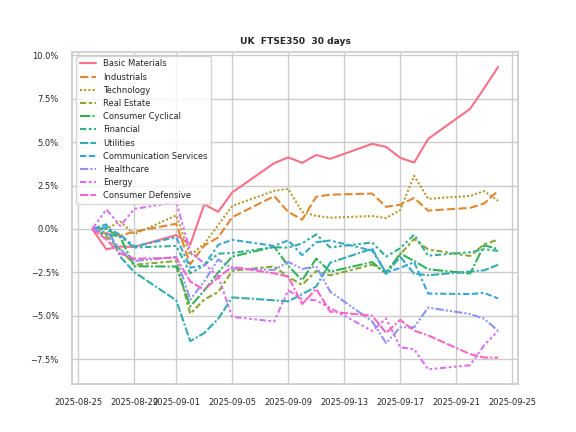 UK FTSE350 30 days
10.0%
7.5%
5.0%
2.5%
0.0%
−2.5%
−5.0%
−7.5%
Basic Materials
Industrials
Technology
Real Estate
Consumer Cyclical
Financial
Utilities
Communication Services
Healthcare
Energy
Consumer Defensive
2025-08-25
2025-08-29
2025-09-01
2025-09-05
2025-09-09
2025-09-13
2025-09-17
2025-09-21
2025-09-25